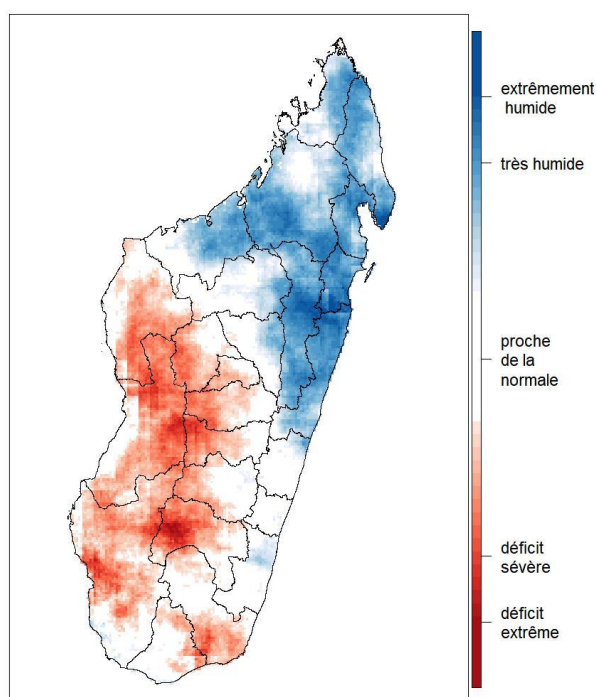 extrêmement
humide
très humide
proche
de la
normale
déficit
sévère
déficit
extrême